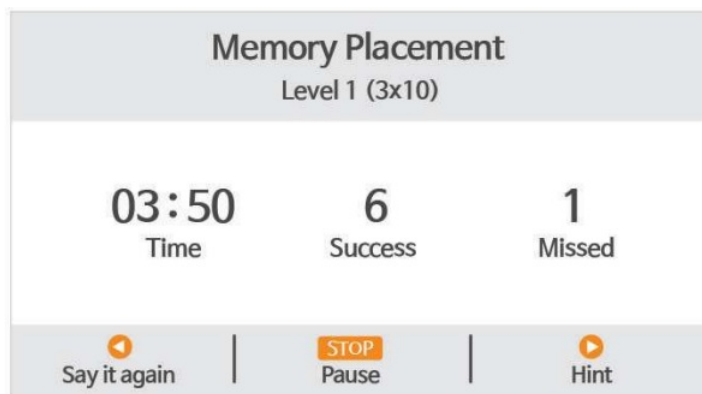 Memory Placement
Level 1 (3x10)
03:50 6 1
Time Success Missed
STOP
Say it again Pause Hint